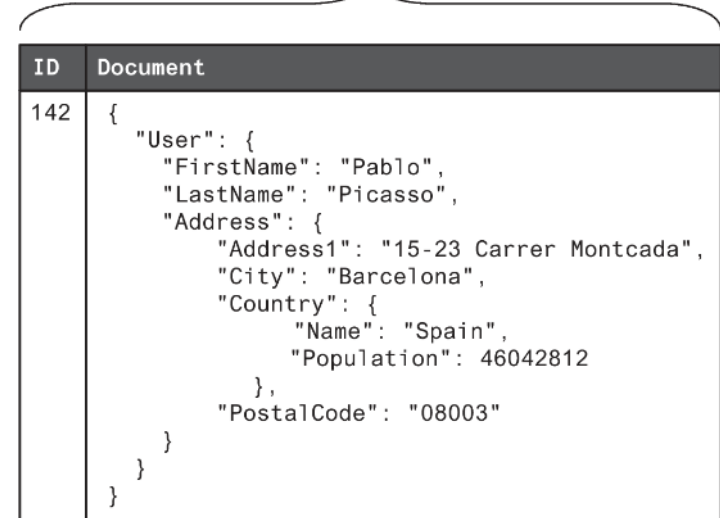 ID Document
142 {
"User": {
"FirstName": "Pablo",
"LastName": "Picasso",
"Address": {
"Address1": "15-23 Carrer Montcada",
"City": "Barcelona",
"Country": {
"Name": "Spain",
"Population": 46042812
},
"PostalCode": "08003"
}
}
}